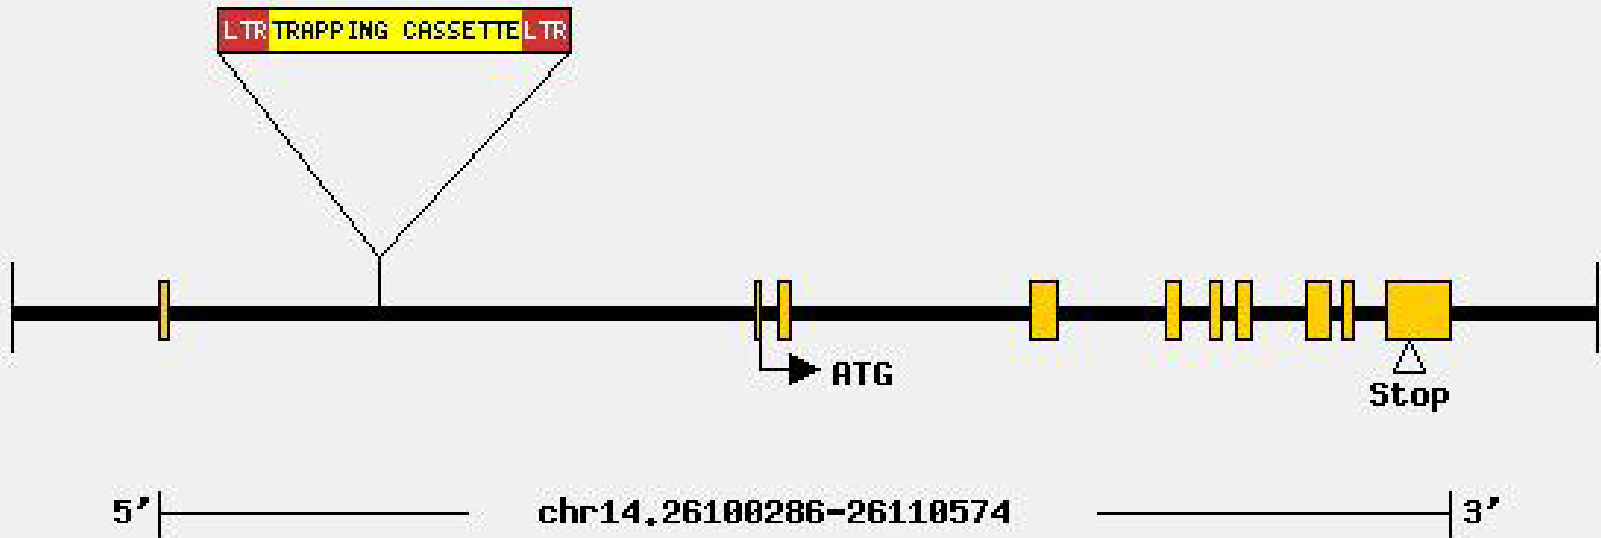 LTR TRAPPING CASSETTE LTR
ATG
Stop
5' chr14.26100286-26110574 3'